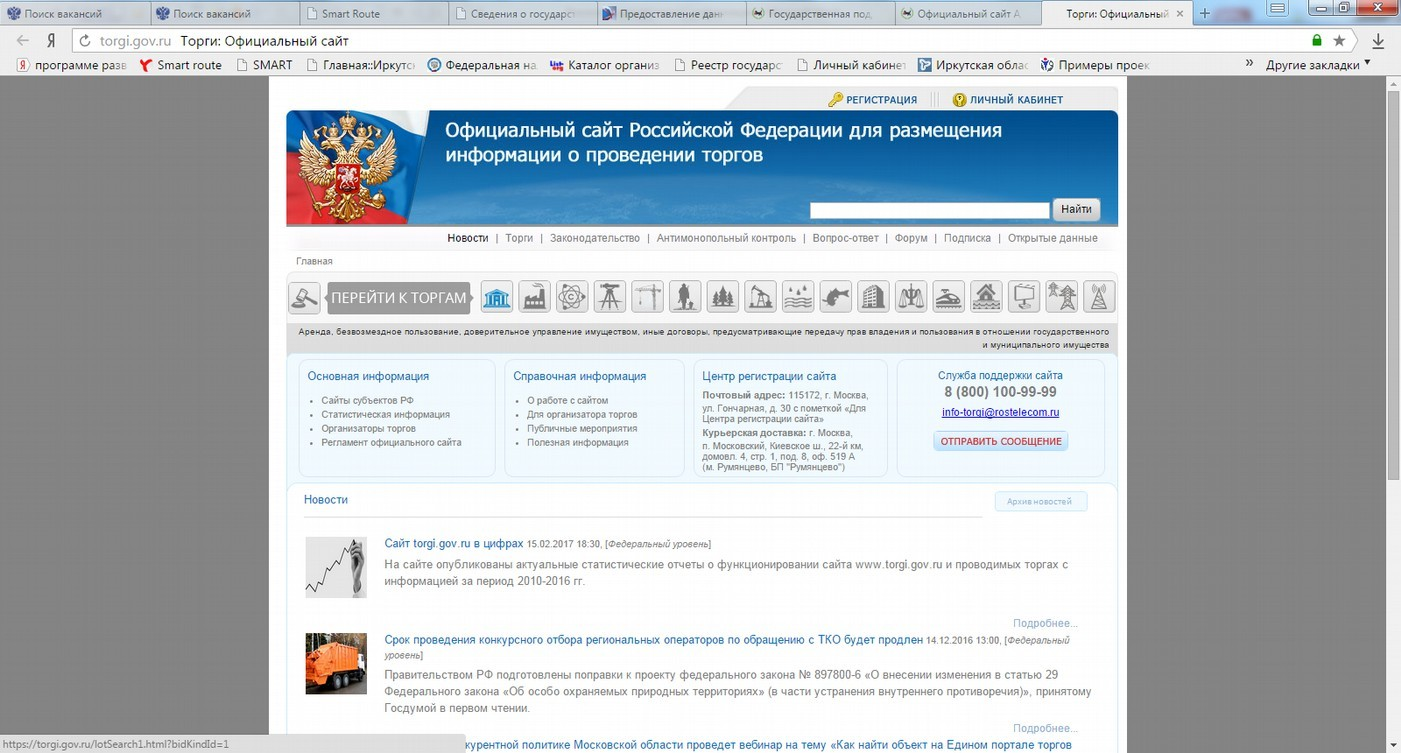 Поиск вакансий
Поиск вакансий
Smart Route
Сведения о государст
Предоставление дан
Государственная под
Официальный сайт А
Торги: Официальный
torgi.gov.ru Торги: Официальный сайт
программе разв
Smart route
SMART
Главная::Иркутс
Федеральная на
Каталог организ
Реестр государс
Личный кабинет
Иркутская облас
Примеры проек
» Другие закладки
РЕГИСТРАЦИЯ
ЛИЧНЫЙ КАБИНЕТ
Официальный сайт Российской Федерации для размещения
информации о проведении торгов
Найти
Новости | Торги | Законодательство | Антимонопольный контроль | Вопрос-ответ | Форум | Подписка | Открытые данные
Главная
ПЕРЕЙТИ К ТОРГАМ
Аренда, безвозмездное пользование, доверительное управление имуществом, иные договоры, предусматривающие передачу прав владения и пользования в отношении государственного
и муниципального имущества
Основная информация
Сайты субъектов РФ
Статистическая информация
Организаторы торгов
Регламент официального сайта
Справочная информация
О работе с сайтом
Для организатора торгов
Публичные мероприятия
Полезная информация
Центр регистрации сайта
Почтовый адрес: 115172, г. Москва,
ул. Гончарная, д. 30 с пометкой «Для
Центра регистрации сайта»
Курьерская доставка: г. Москва,
п. Московский, Киевское ш., 22-й км,
домовл. 4, стр. 1, под. 8, оф. 519 А
(м. Румянцево, БП "Румянцево")
Служба поддержки сайта
8 (800) 100-99-99
info-torgi@rostelecom.ru
ОТПРАВИТЬ СООБЩЕНИЕ
Новости
Архив новостей
Сайт torgi.gov.ru в цифрах 15.02.2017 18:30, [Федеральный уровень]
На сайте опубликованы актуальные статистические отчеты о функционировании сайта www.torgi.gov.ru и проводимых торгах с
информацией за период 2010-2016 гг.
Подробнее...
Срок проведения конкурсного отбора региональных операторов по обращению с ТКО будет продлен 14.12.2016 13:00, [Федеральный
уровень]
Правительством РФ подготовлены поправки к проекту федерального закона № 897800-6 «О внесении изменения в статью 29
Федерального закона «Об особо охраняемых природных территориях» (в части устранения внутреннего противоречия)», принятому
Госдумой в первом чтении.
Подробнее...
https://torgi.gov.ru/lotSearch1.html?bidKindId=1
курентной политике Московской области проведет вебинар на тему «Как найти объект на Едином портале торгов